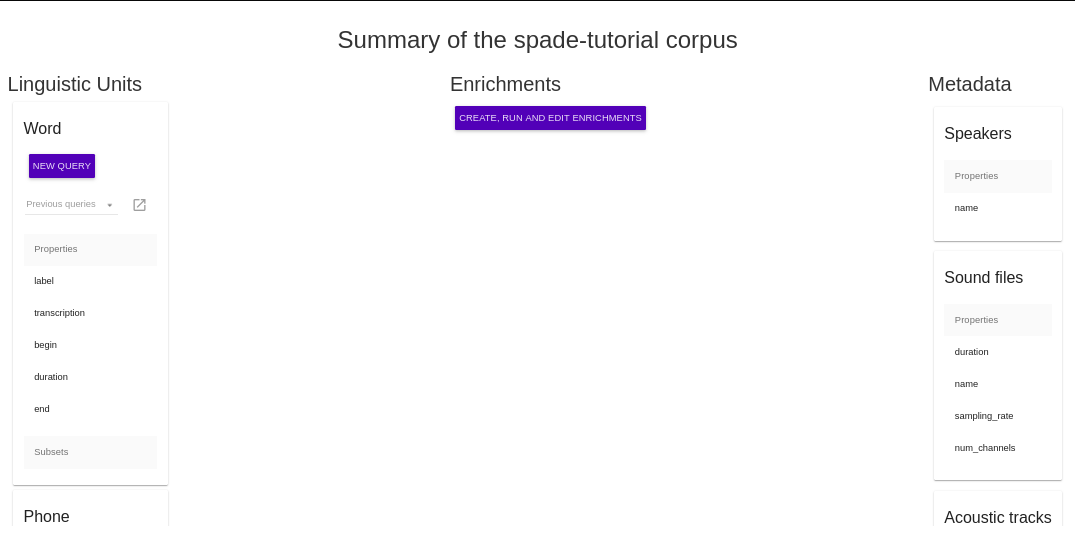 Summary of the spade-tutorial corpus
Linguistic Units
Word
NEW QUERY
Previous queries
Properties
label
transcription
begin
duration
end
Subsets
Phone
Enrichments
CREATE, RUN AND EDIT ENRICHMENTS
Metadata
Speakers
Properties
name
Sound files
Properties
duration
name
sampling_rate
num_channels
Acoustic tracks